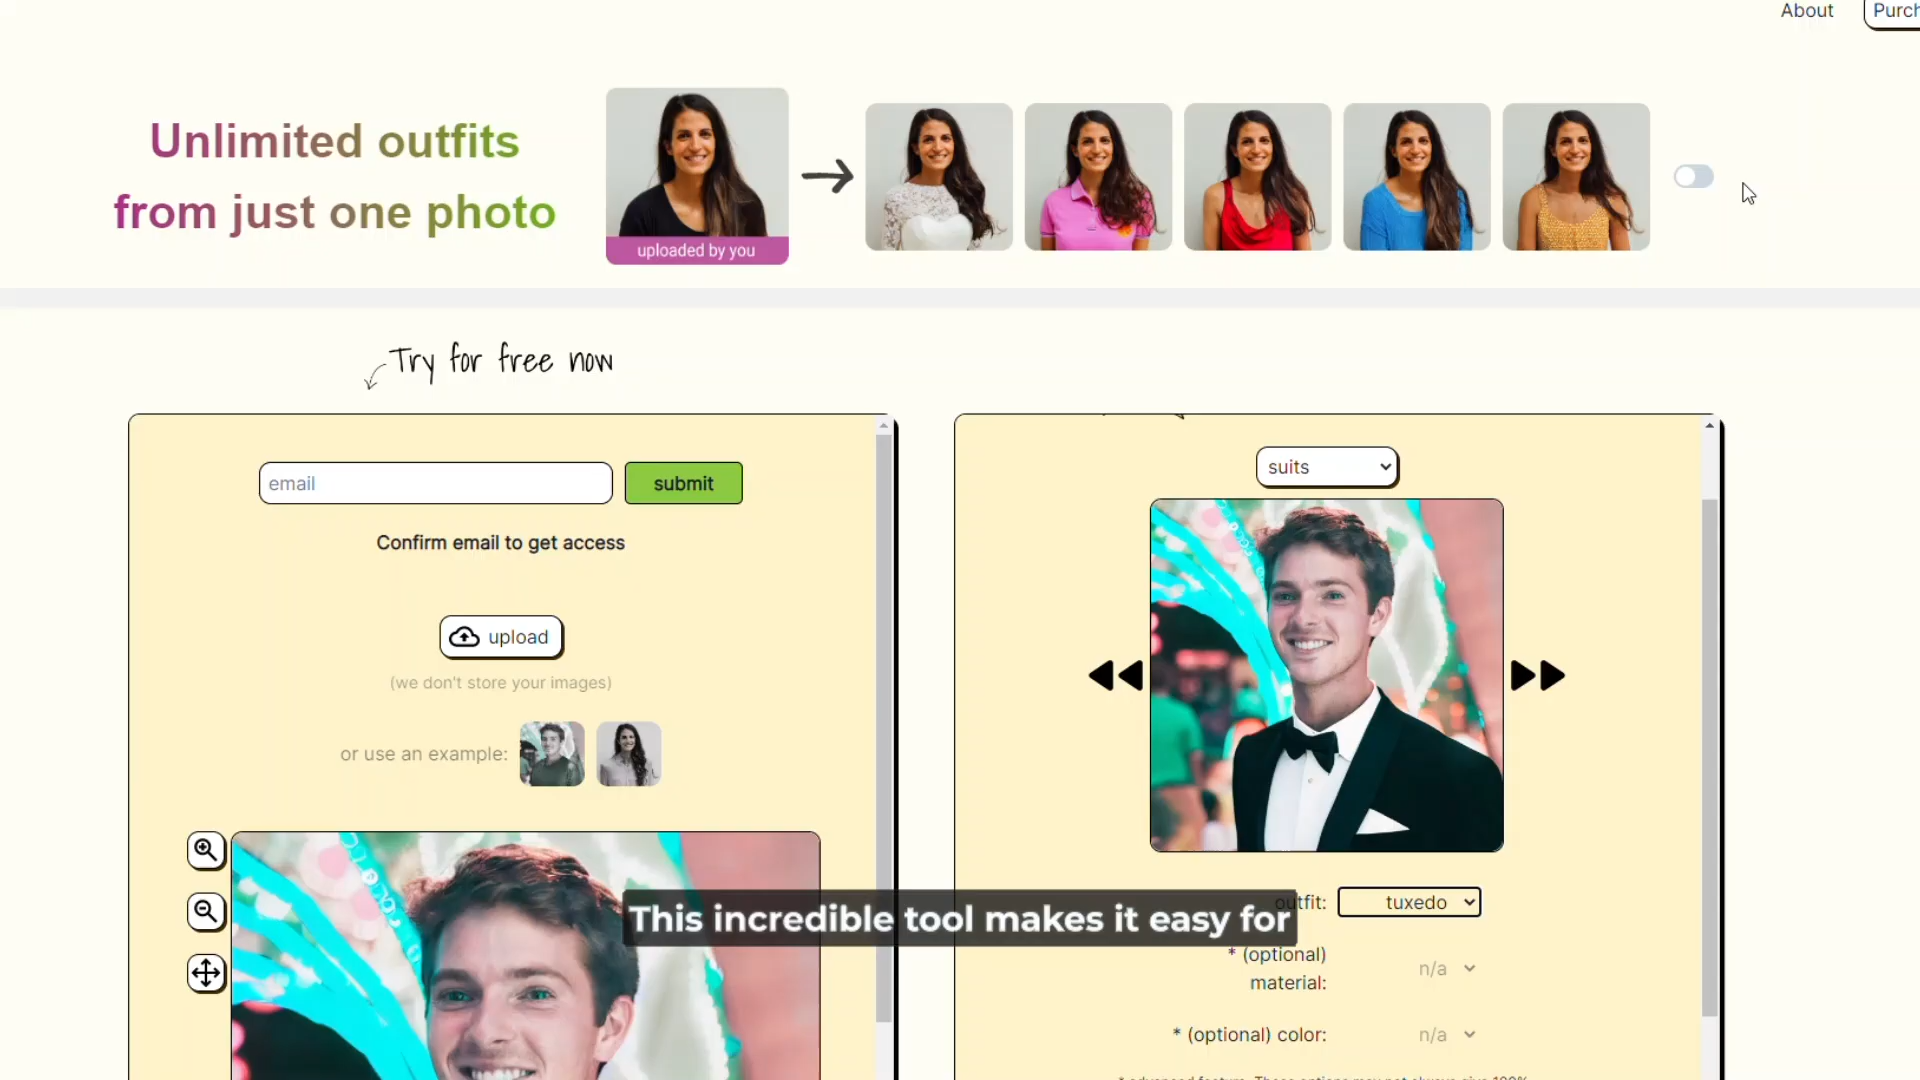 About
Unlimited outfits
from just one photo
uploaded by you
Try for free now
email
submit
Confirm email to get access
upload
(we don't store your images)
or use an example:
suits
outfit:
tuxedo
This incredible tool makes it easy for
* (optional)
material:
n/a
* (optional) color:
n/a